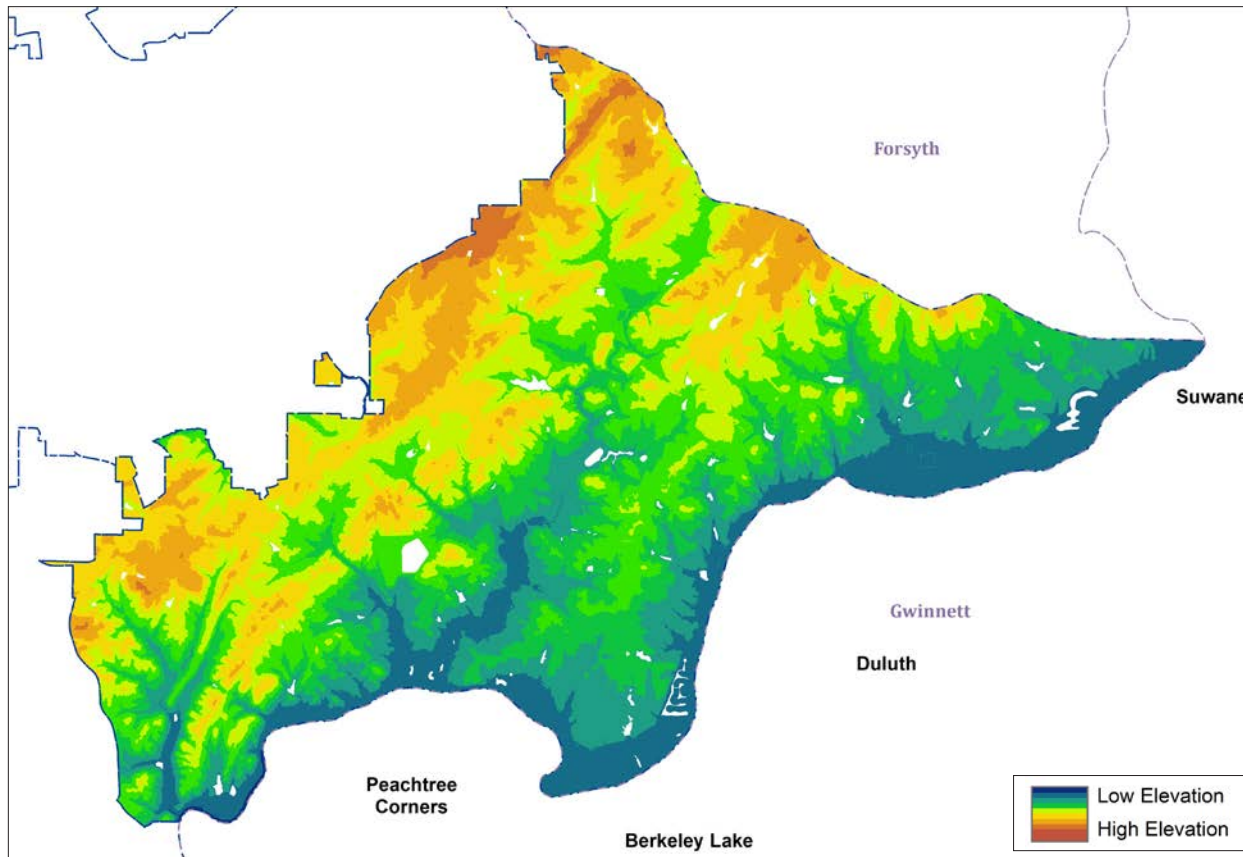 Forsyth
Suwane
Gwinnett
Duluth
Peachtree
Corners
Berkeley Lake
Low Elevation
High Elevation